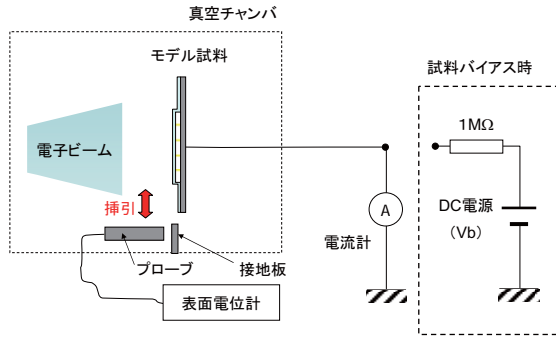 真空チャンバ
モデル試料
電子ビーム
挿引
プローブ
接地板
表面電位計
A
電流計
試料バイアス時
1MΩ
DC電源
（Vb）